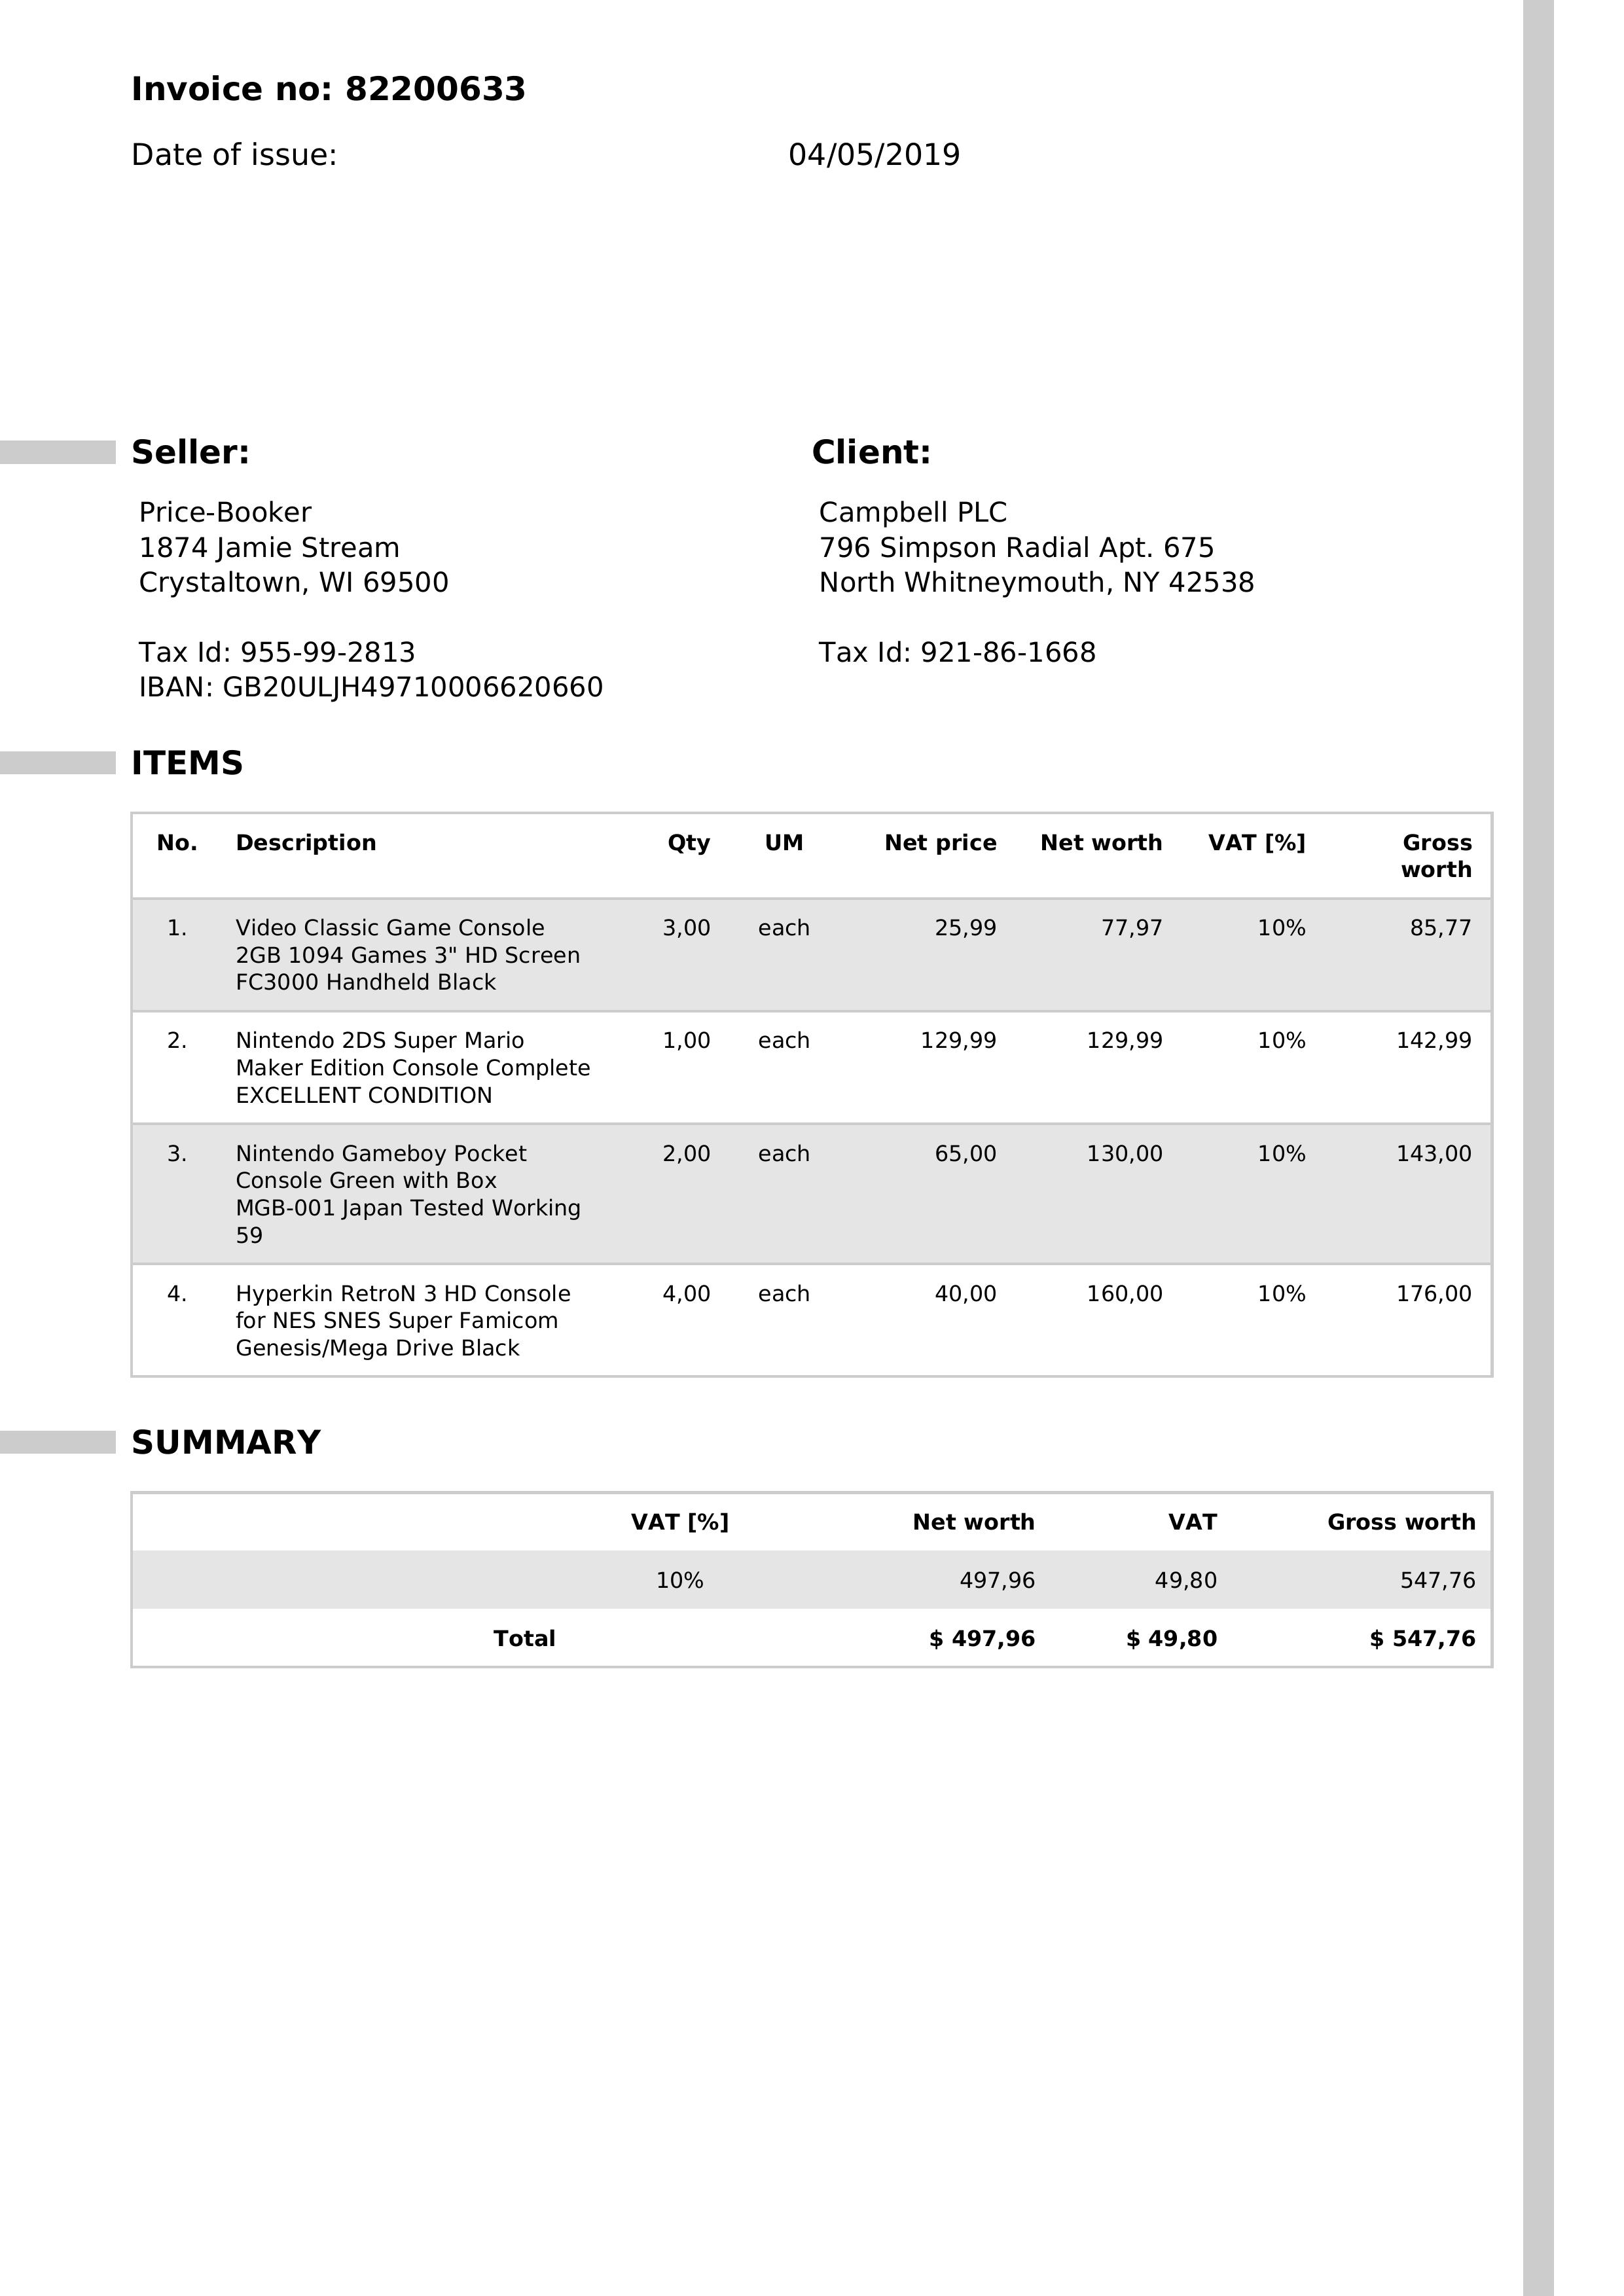 Invoice no: 82200633
Date of issue: 04/05/2019
Seller:
Price-Booker
1874 Jamie Stream
Crystaltown, WI 69500
Tax Id: 955-99-2813
IBAN: GB20ULJH49710006620660
Client:
Campbell PLC
796 Simpson Radial Apt. 675
North Whitneymouth, NY 42538
Tax Id: 921-86-1668
ITEMS
No. Description Qty UM Net price Net worth VAT [%] Gross
worth
1. Video Classic Game Console 3,00 each 25,99 77,97 10% 85,77
2GB 1094 Games 3" HD Screen
FC3000 Handheld Black
2. Nintendo 2DS Super Mario 1,00 each 129,99 129,99 10% 142,99
Maker Edition Console Complete
EXCELLENT CONDITION
3. Nintendo Gameboy Pocket 2,00 each 65,00 130,00 10% 143,00
Console Green with Box
MGB-001 Japan Tested Working
59
4. Hyperkin RetroN 3 HD Console 4,00 each 40,00 160,00 10% 176,00
for NES SNES Super Famicom
Genesis/Mega Drive Black
SUMMARY
VAT [%] Net worth VAT Gross worth
10% 497,96 49,80 547,76
Total $ 497,96 $ 49,80 $ 547,76